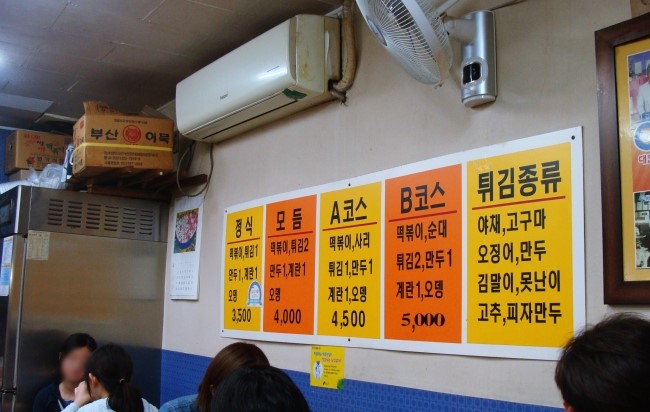 부산 어묵
정식
떡볶이,튀김1
만두1,계란1
오뎅
3,500
모듬
떡볶이,튀김2
만두1,계란1
오뎅
4,000
A코스
떡볶이,사리
튀김1,만두1
계란1,오뎅
4,500
B코스
떡볶이,순대
튀김2,만두1
계란1,오뎅
5,000
튀김종류
야채,고구마
오징어,만두
김말이,못난이
고추,피자만두